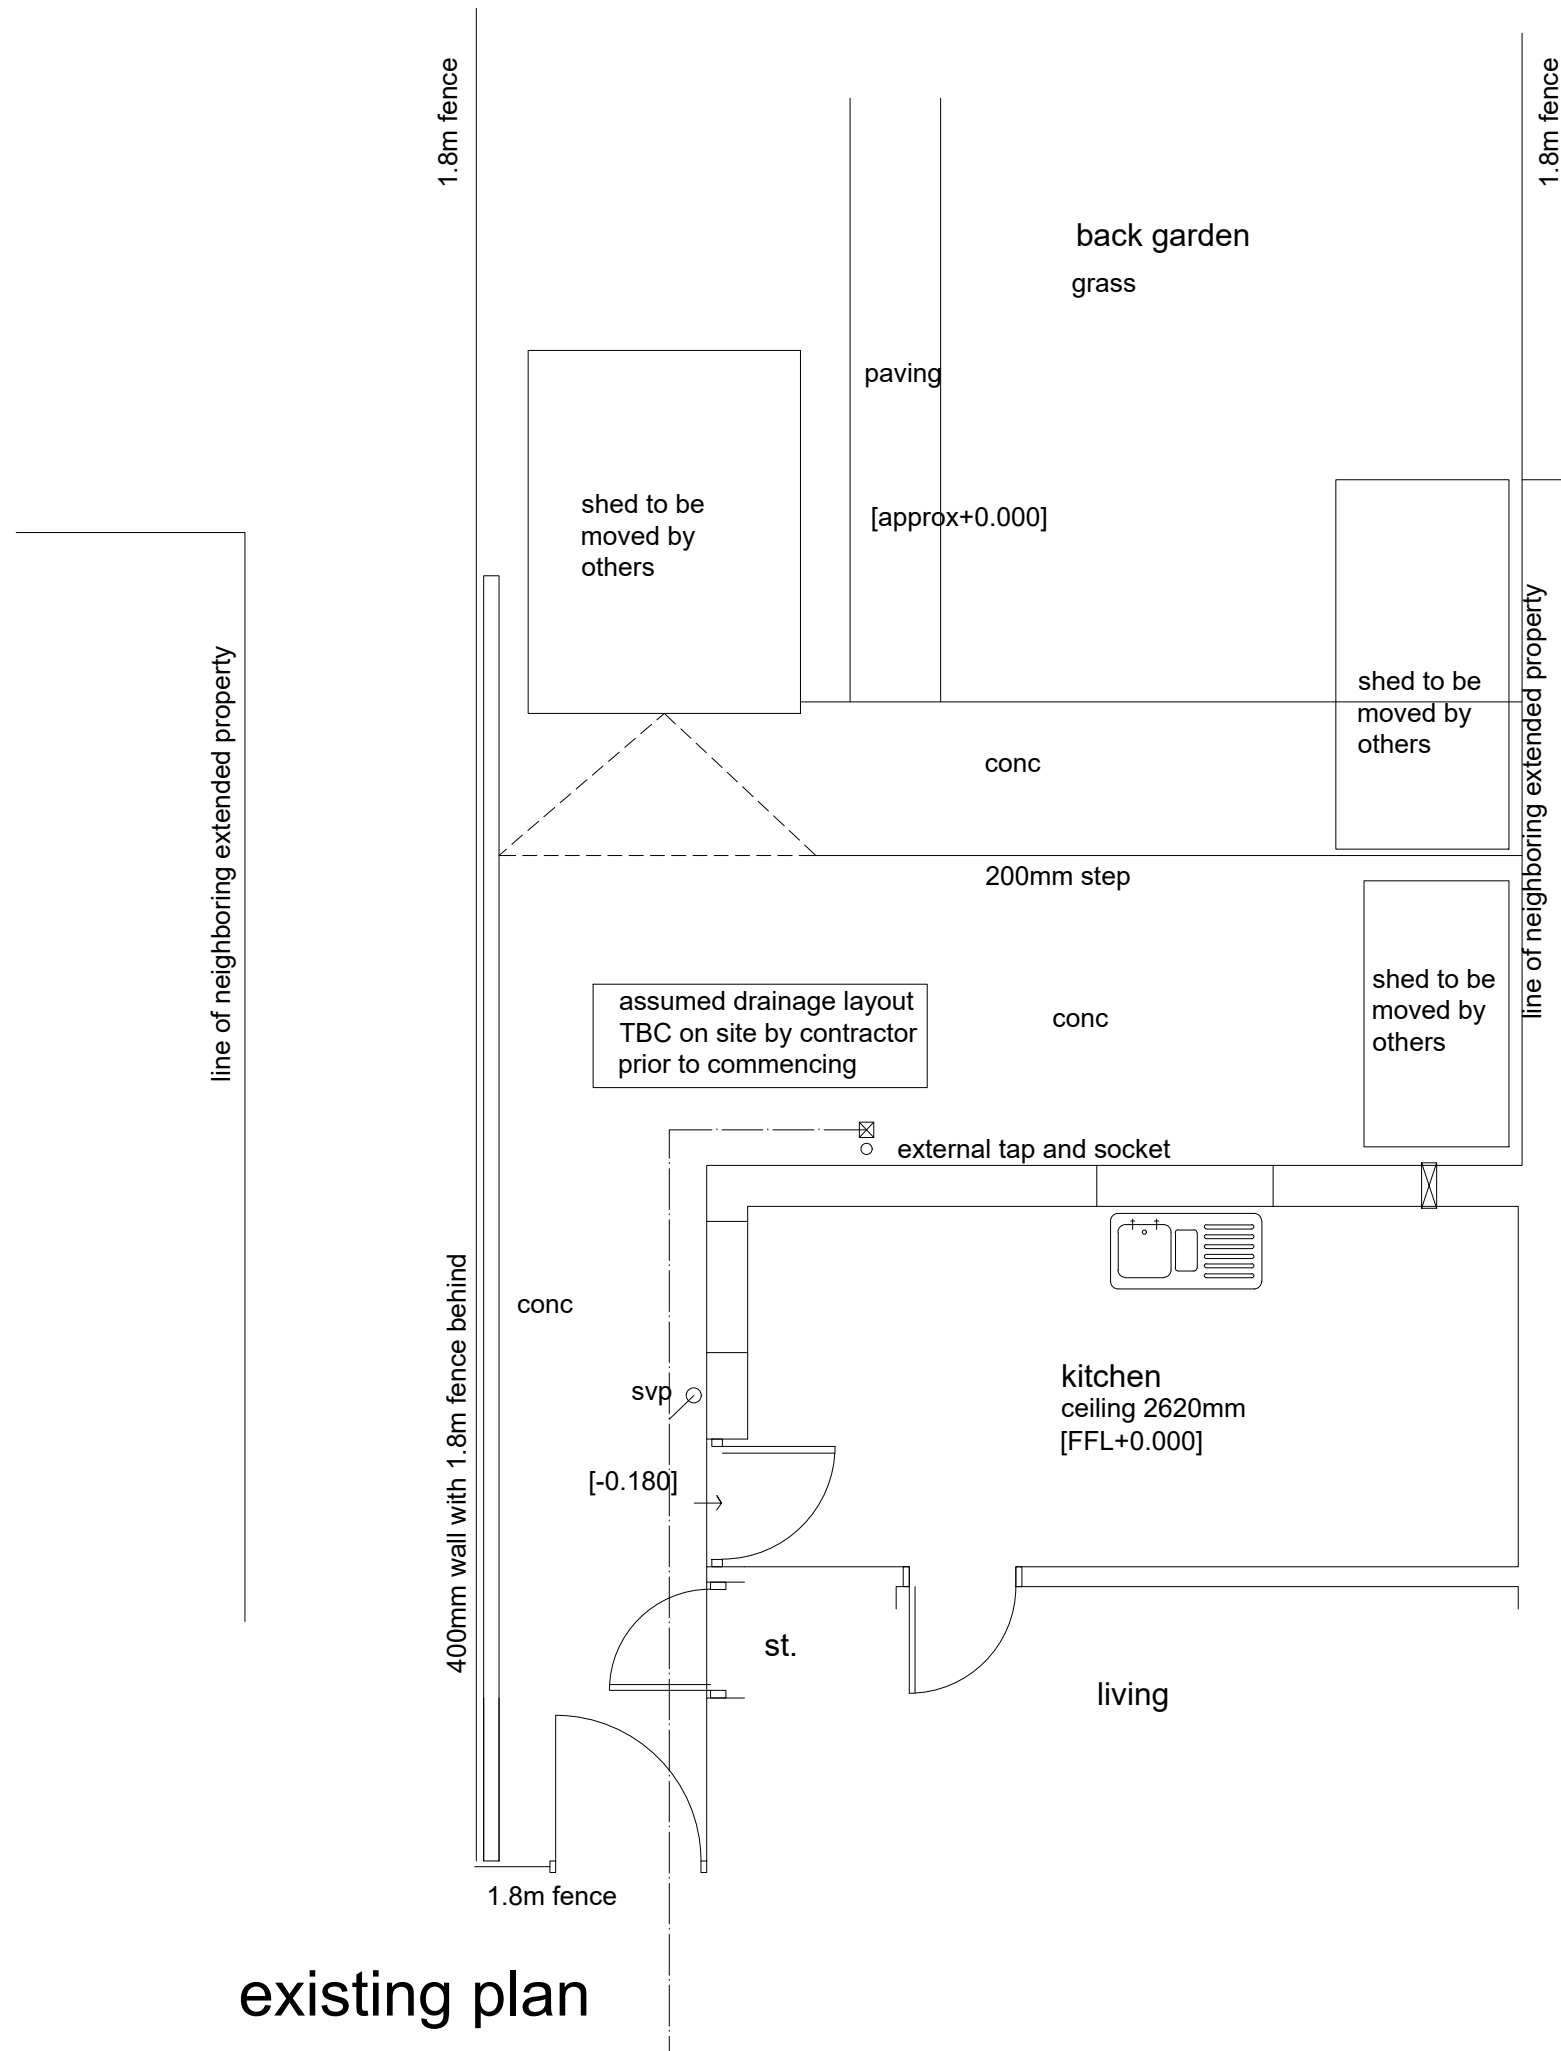 1.8m fence
1.8m fence
back garden
grass
paving
[approx+0.000]
shed to be
moved by
others
line of neighboring extended property
shed to be
moved by
others
line of neighboring extended property
conc
200mm step
shed to be
moved by
others
assumed drainage layout
TBC on site by contractor
prior to commencing
conc
external tap and socket
400mm wall with 1.8m fence behind
conc
svp
kitchen
ceiling 2620mm
[FFL+0.000]
[-0.180]
st.
living
1.8m fence
existing plan